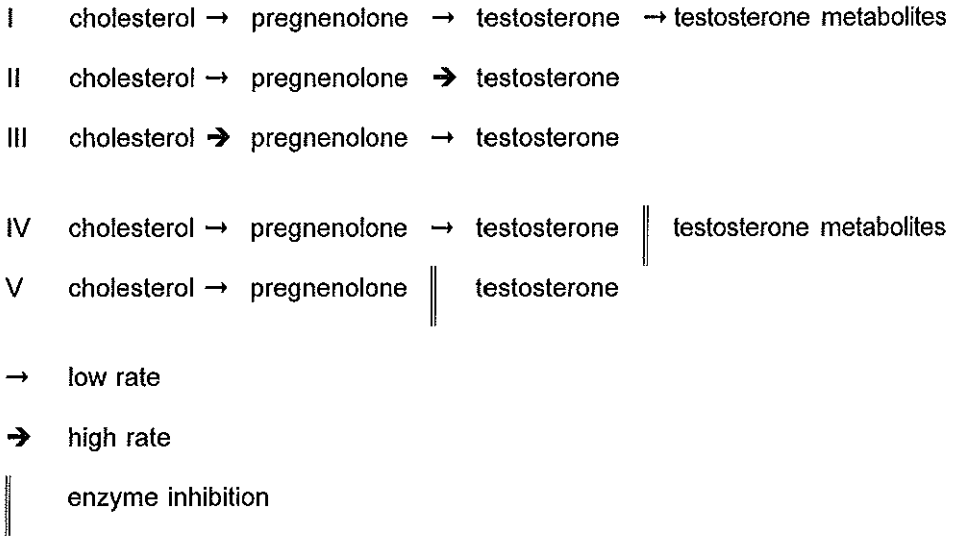 I cholesterol → pregnenolone → testosterone → testosterone metabolites
II cholesterol → pregnenolone ➔ testosterone
III cholesterol ➔ pregnenolone → testosterone
IV cholesterol → pregnenolone → testosterone ‖ testosterone metabolites
V cholesterol → pregnenolone ‖ testosterone
→ low rate
➔ high rate
‖ enzyme inhibition